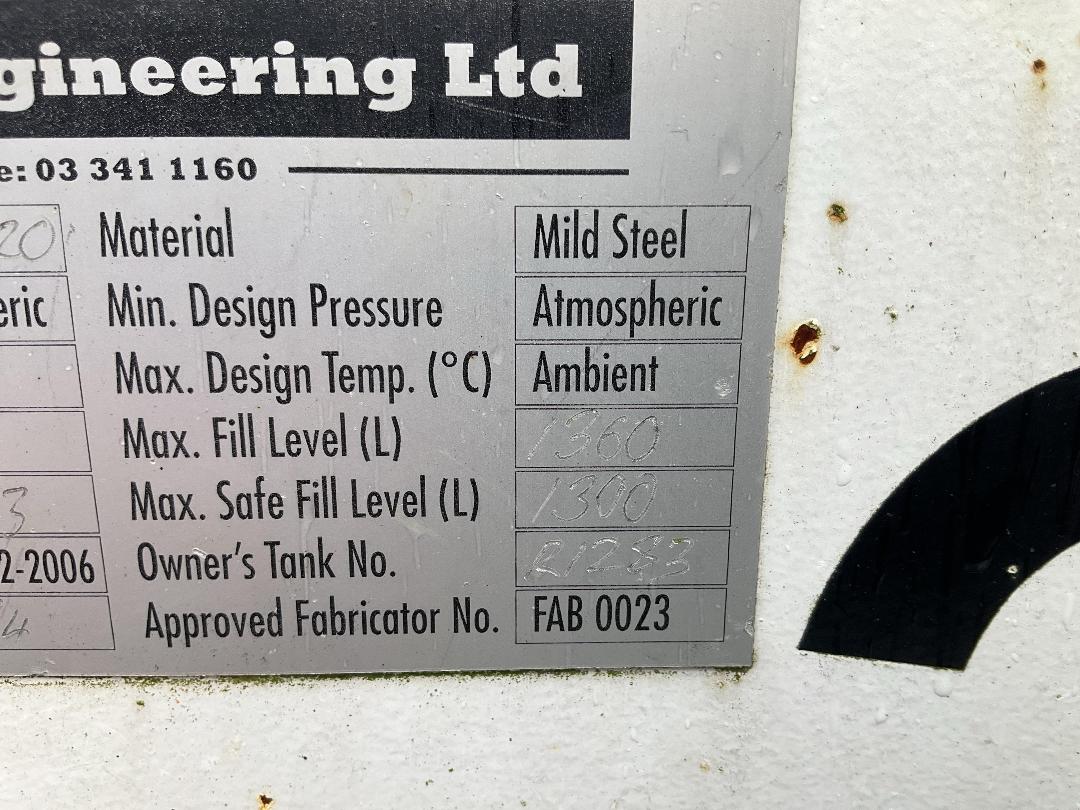 gineering Ltd
e: 03 341 1160
20 Material Mild Steel
eric Min. Design Pressure Atmospheric
Max. Design Temp. (°C) Ambient
Max. Fill Level (L) 1360
3 Max. Safe Fill Level (L) 1300
2-2006 Owner's Tank No. R1283
4 Approved Fabricator No. FAB 0023